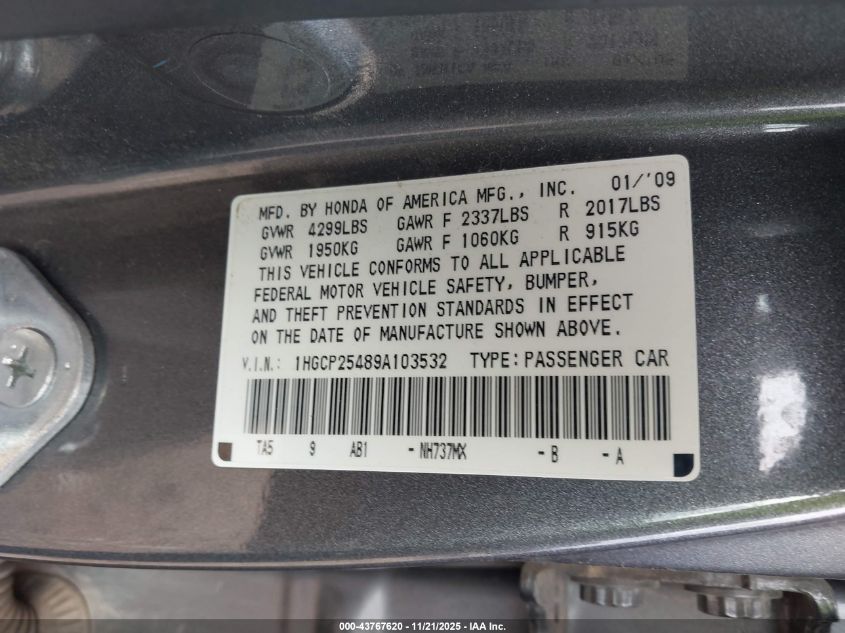 MFD. BY HONDA OF AMERICA MFG., INC. 01/'09
GVWR 4299LBS GAWR F 2337LBS R 2017LBS
GVWR 1950KG GAWR F 1060KG R 915KG
THIS VEHICLE CONFORMS TO ALL APPLICABLE
FEDERAL MOTOR VEHICLE SAFETY, BUMPER,
AND THEFT PREVENTION STANDARDS IN EFFECT
ON THE DATE OF MANUFACTURE SHOWN ABOVE.
V.I.N.: 1HGCP25489A103532 TYPE: PASSENGER CAR
TA5 9 AB1 -NH737MX -B -A
000-43767620 - 11/21/2025 - IAA Inc.